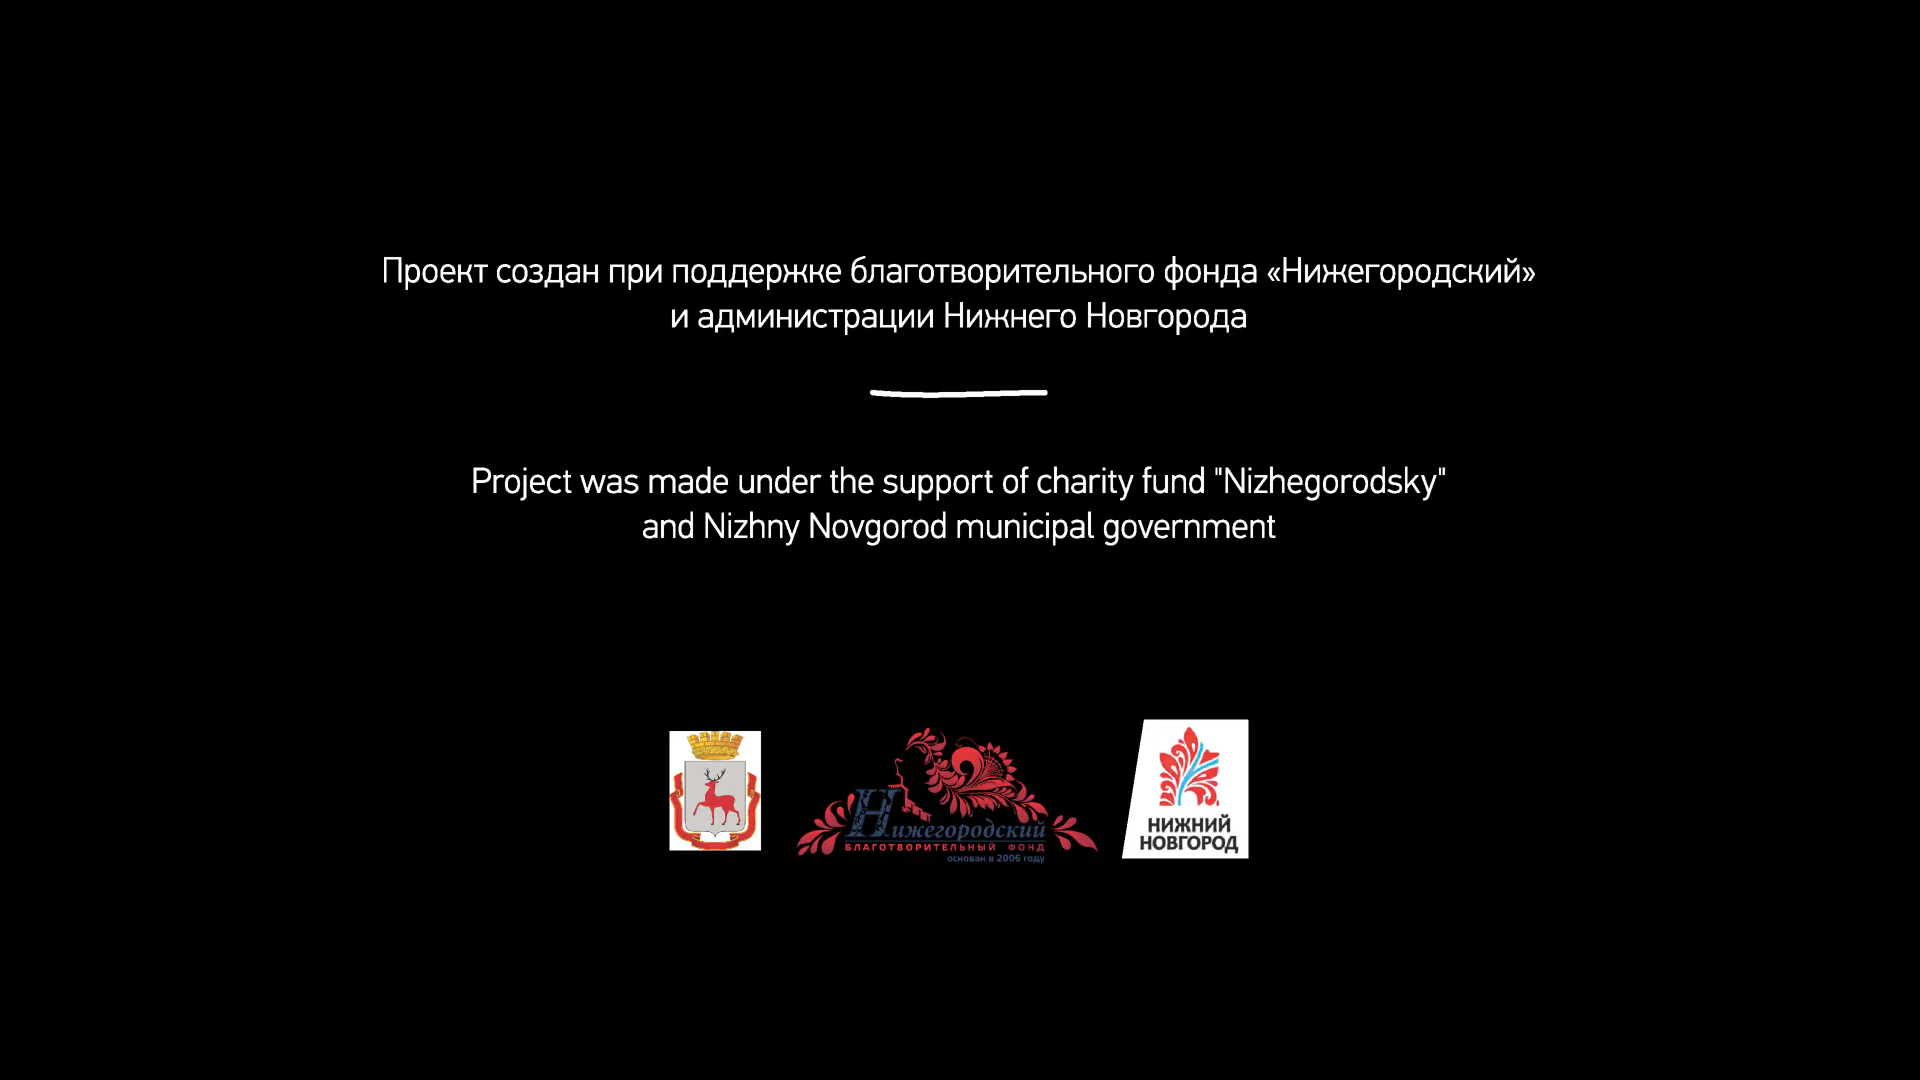 Проект создан при поддержке благотворительного фонда «Нижегородский»
и администрации Нижнего Новгорода
Project was made under the support of charity fund "Nizhegorodsky"
and Nizhny Novgorod municipal government
Нижегородский
БЛАГОТВОРИТЕЛЬНЫЙ ФОНД
основан в 2006 году
НИЖНИЙ
НОВГОРОД